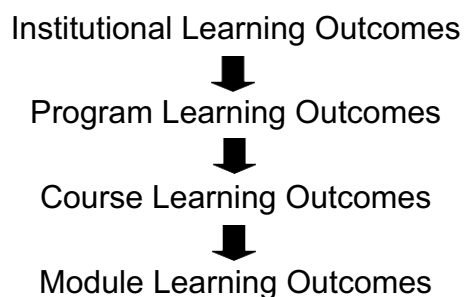 Institutional Learning Outcomes
Program Learning Outcomes
Course Learning Outcomes
Module Learning Outcomes